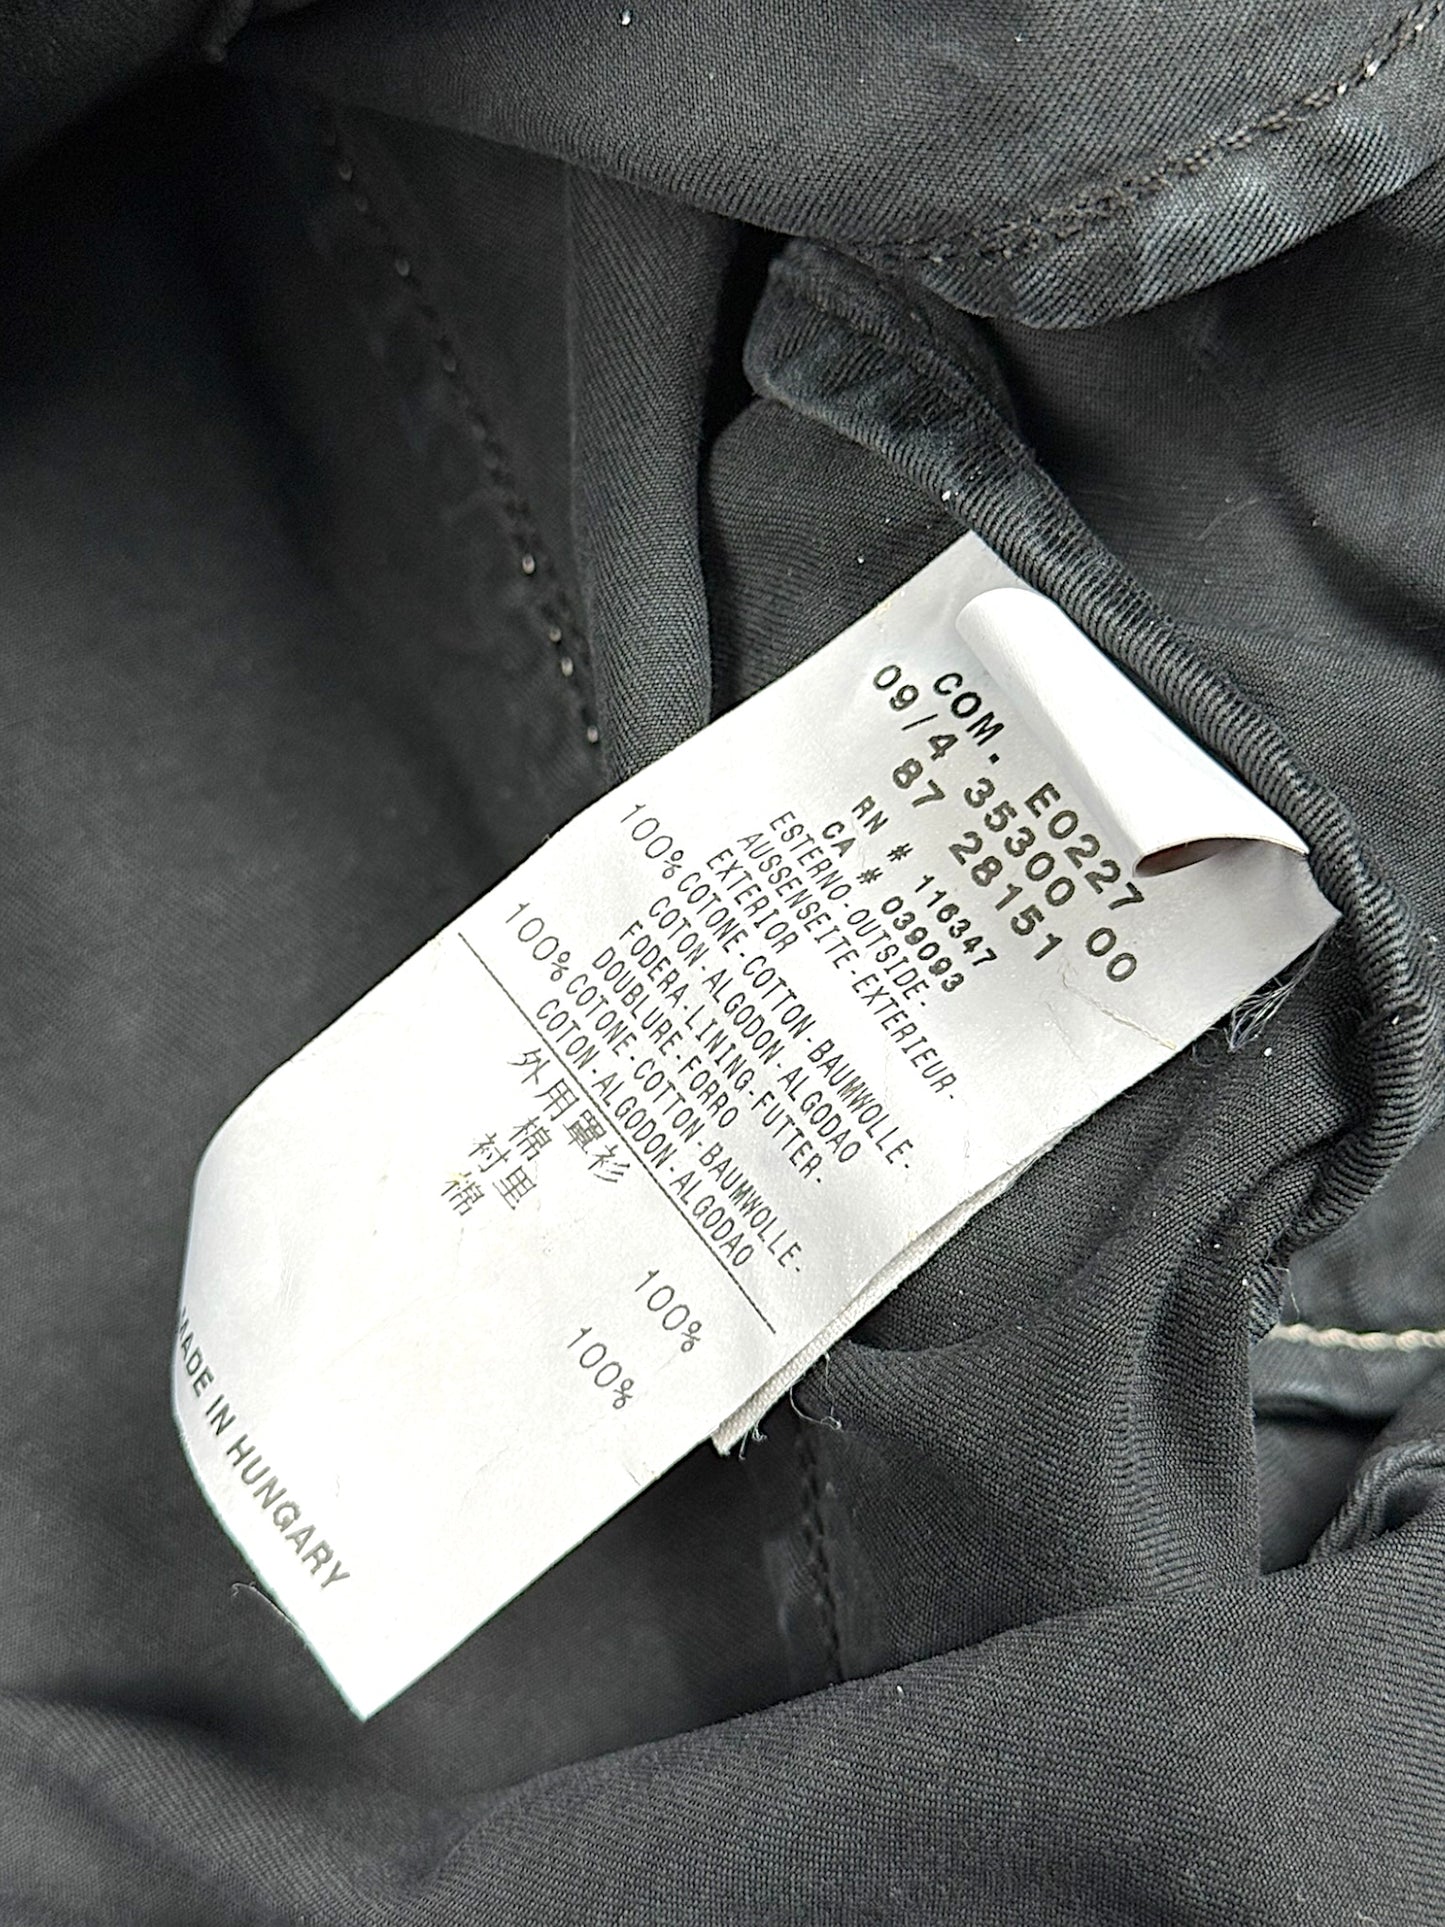 COM. E0227
09/4 35300 00
87 28151
RN # 116347
CA # 039093
ESTERNO-OUTSIDE-
AUSSENSEITE-EXTERIEUR-
EXTERIOR
100%COTONE-COTTON-BAUMWOLLE-
COTON-ALGODON-ALGODAO
FODERA-LINING-FUTTER-
DOUBLURE-FORRO
100%COTONE-COTTON-BAUMWOLLE-
COTON-ALGODON-ALGODAO
外用罩衫
棉 100%
衬里
棉 100%
MADE IN HUNGARY